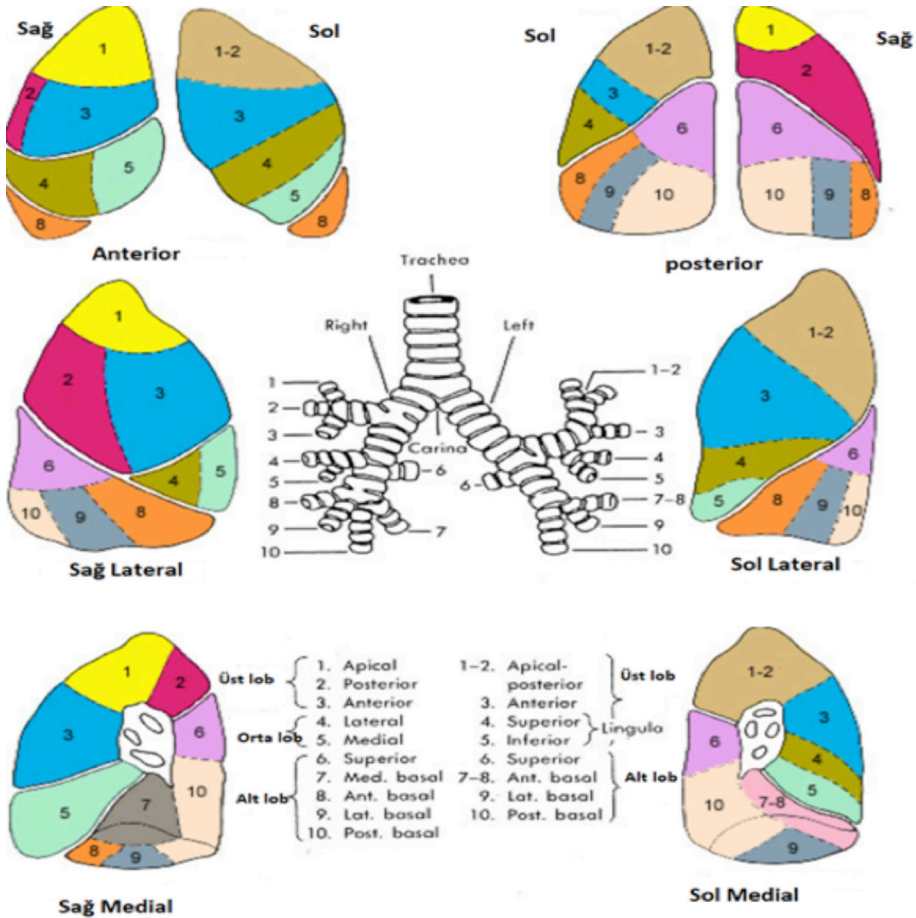 Sağ
Sol
1
2
3
4
5
8
1-2
3
4
5
8
Anterior
Sol
Sağ
1-2
3
4
6
8
9
10
1
2
6
10
9
8
posterior
1
2
3
6
4
5
10
9
8
Sağ Lateral
Trachea
Right
Left
Carina
1
2
3
4
5
6
8
9
7
10
1-2
3
4
5
6
7-8
9
10
1-2
3
4
5
6
8
9
10
Sol Lateral
1
2
3
6
5
7
10
8
9
Sağ Medial
Üst lob
1. Apical
2. Posterior
3. Anterior
Orta lob
4. Lateral
5. Medial
Alt lob
6. Superior
7. Med. basal
8. Ant. basal
9. Lat. basal
10. Post. basal
1-2. Apical-
posterior
3. Anterior
Üst lob
4. Superior
5. Inferior
Lingula
6. Superior
7-8. Ant. basal
9. Lat. basal
10. Post. basal
Alt lob
1-2
3
6
4
5
10
7-8
9
Sol Medial